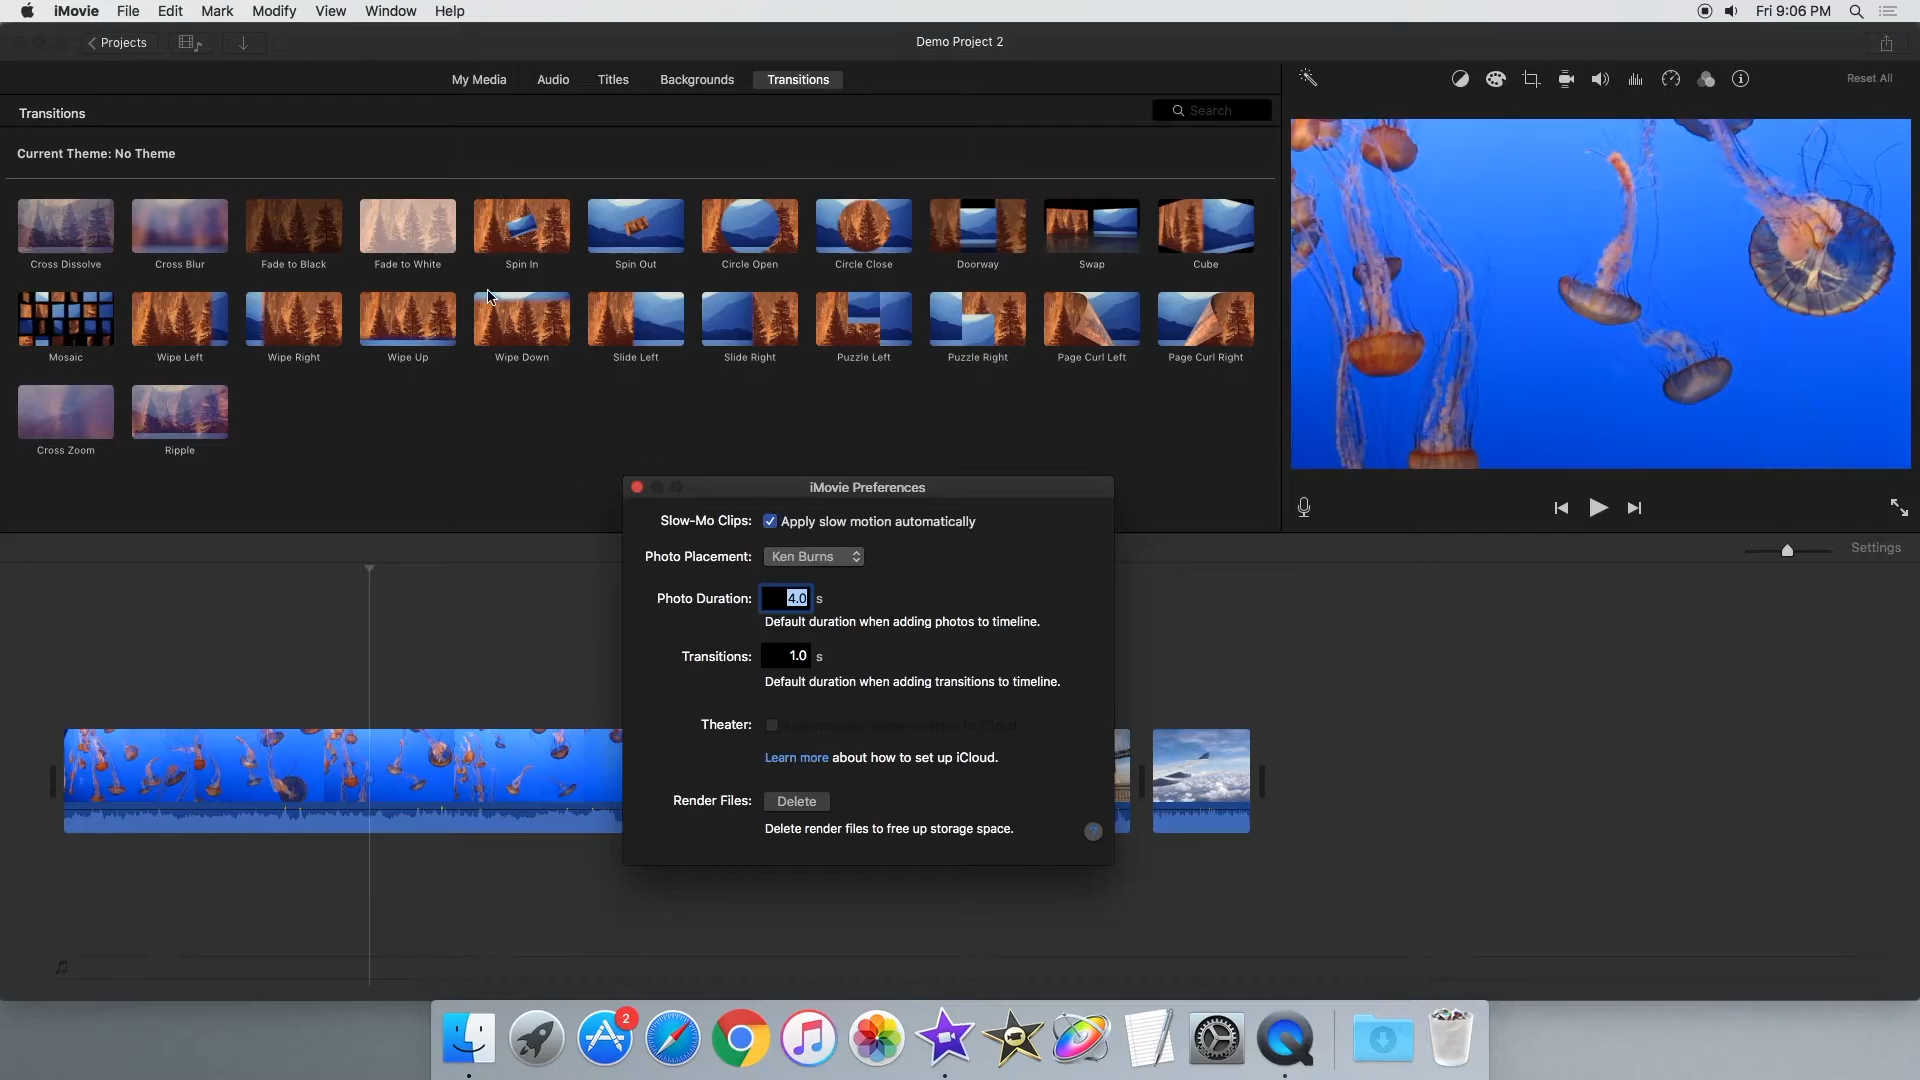 iMovie File Edit Mark Modify View Window Help
Fri 9:06 PM
Projects
Demo Project 2
My Media Audio Titles Backgrounds Transitions
Reset All
Transitions
Search
Current Theme: No Theme
Cross Dissolve Cross Blur Fade to Black Fade to White Spin In Spin Out Circle Open Circle Close Doorway Swap Cube
Mosaic Wipe Left Wipe Right Wipe Up Wipe Down Slide Left Slide Right Puzzle Left Puzzle Right Page Curl Left Page Curl Right
Cross Zoom Ripple
Settings
iMovie Preferences
Slow-Mo Clips: Apply slow motion automatically
Photo Placement: Ken Burns
Photo Duration: 4.0 s
Default duration when adding photos to timeline.
Transitions: 1.0 s
Default duration when adding transitions to timeline.
Theater:
Learn more about how to set up iCloud.
Render Files: Delete
Delete render files to free up storage space.
?
2